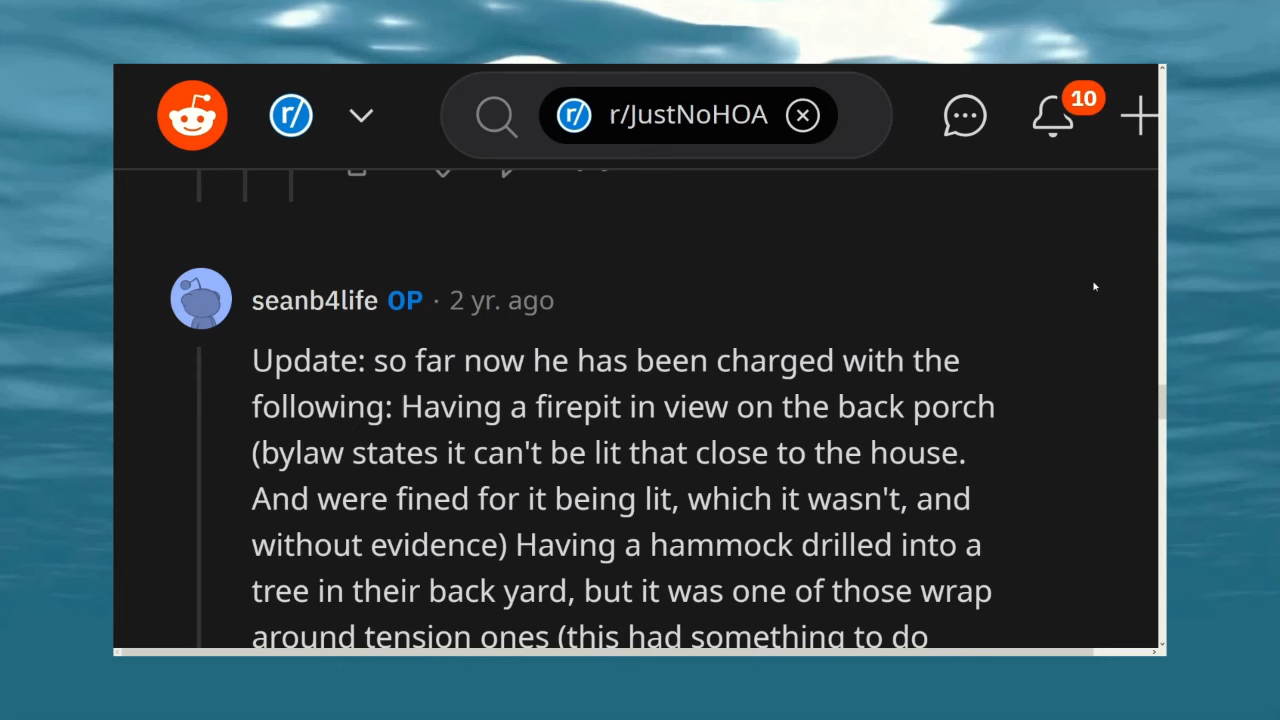 r/ r/ r/JustNoHOA 10
seanb4life OP · 2 yr. ago
Update: so far now he has been charged with the
following: Having a firepit in view on the back porch
(bylaw states it can't be lit that close to the house.
And were fined for it being lit, which it wasn't, and
without evidence) Having a hammock drilled into a
tree in their back yard, but it was one of those wrap
around tension ones (this had something to do